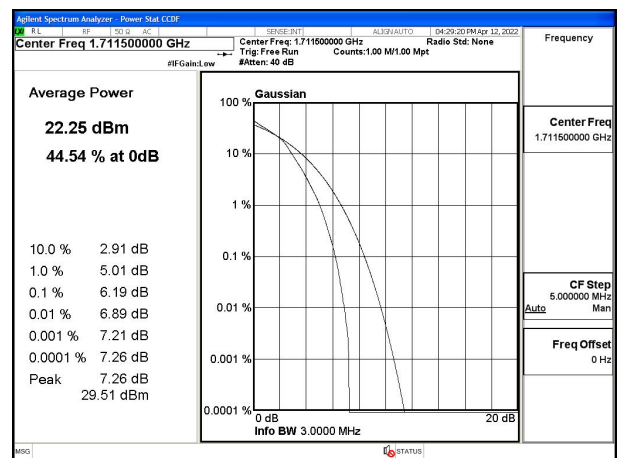 Agilent Spectrum Analyzer - Power Stat CCDF
RL RF 50 Ω AC SENSE:INT ALIGN AUTO 04:29:20 PM Apr 12, 2022
Center Freq 1.711500000 GHz
Center Freq: 1.711500000 GHz Radio Std: None
Trig: Free Run Counts:1.00 M/1.00 Mpt
#IFGain:Low #Atten: 40 dB
Frequency
Average Power
22.25 dBm
44.54 % at 0dB
10.0 % 2.91 dB
1.0 % 5.01 dB
0.1 % 6.19 dB
0.01 % 6.89 dB
0.001 % 7.21 dB
0.0001 % 7.26 dB
Peak 7.26 dB
29.51 dBm
Gaussian
100 %
10 %
1 %
0.1 %
0.01 %
0.001 %
0.0001 %
0 dB 20 dB
Info BW 3.0000 MHz
Center Freq
1.711500000 GHz
CF Step
5.000000 MHz
Auto Man
Freq Offset
0 Hz
MSG STATUS